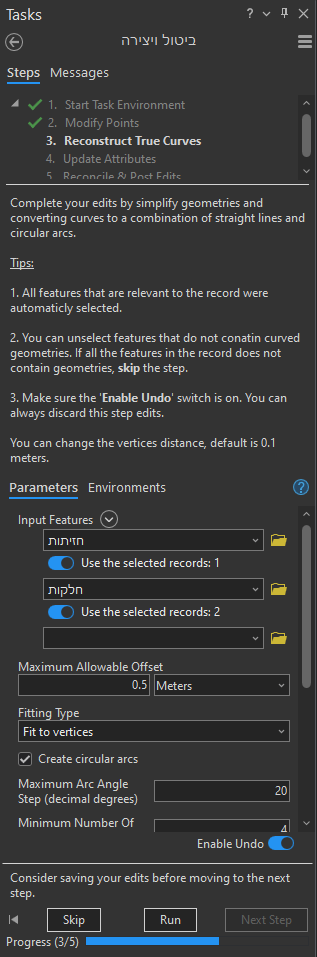 Tasks
ביטול ויצירה
Steps Messages
1. Start Task Environment
2. Modify Points
3. Reconstruct True Curves
4. Update Attributes
5. Reconcile & Post Edits
Complete your edits by simplify geometries and
converting curves to a combination of straight lines and
circular arcs.
Tips:
1. All features that are relevant to the record were
automaticly selected.
2. You can unselect features that do not conatin curved
geometries. If all the features in the record does not
contain geometries, skip the step.
3. Make sure the 'Enable Undo' switch is on. You can
always discard this step edits.
You can change the vertices distance, default is 0.1
meters.
Parameters Environments
Input Features
חזיתות
Use the selected records: 1
חלקות
Use the selected records: 2
Maximum Allowable Offset
0.5 Meters
Fitting Type
Fit to vertices
Create circular arcs
Maximum Arc Angle
Step (decimal degrees) 20
Minimum Number Of
4
Enable Undo
Consider saving your edits before moving to the next
step.
Skip Run Next Step
Progress (3/5)